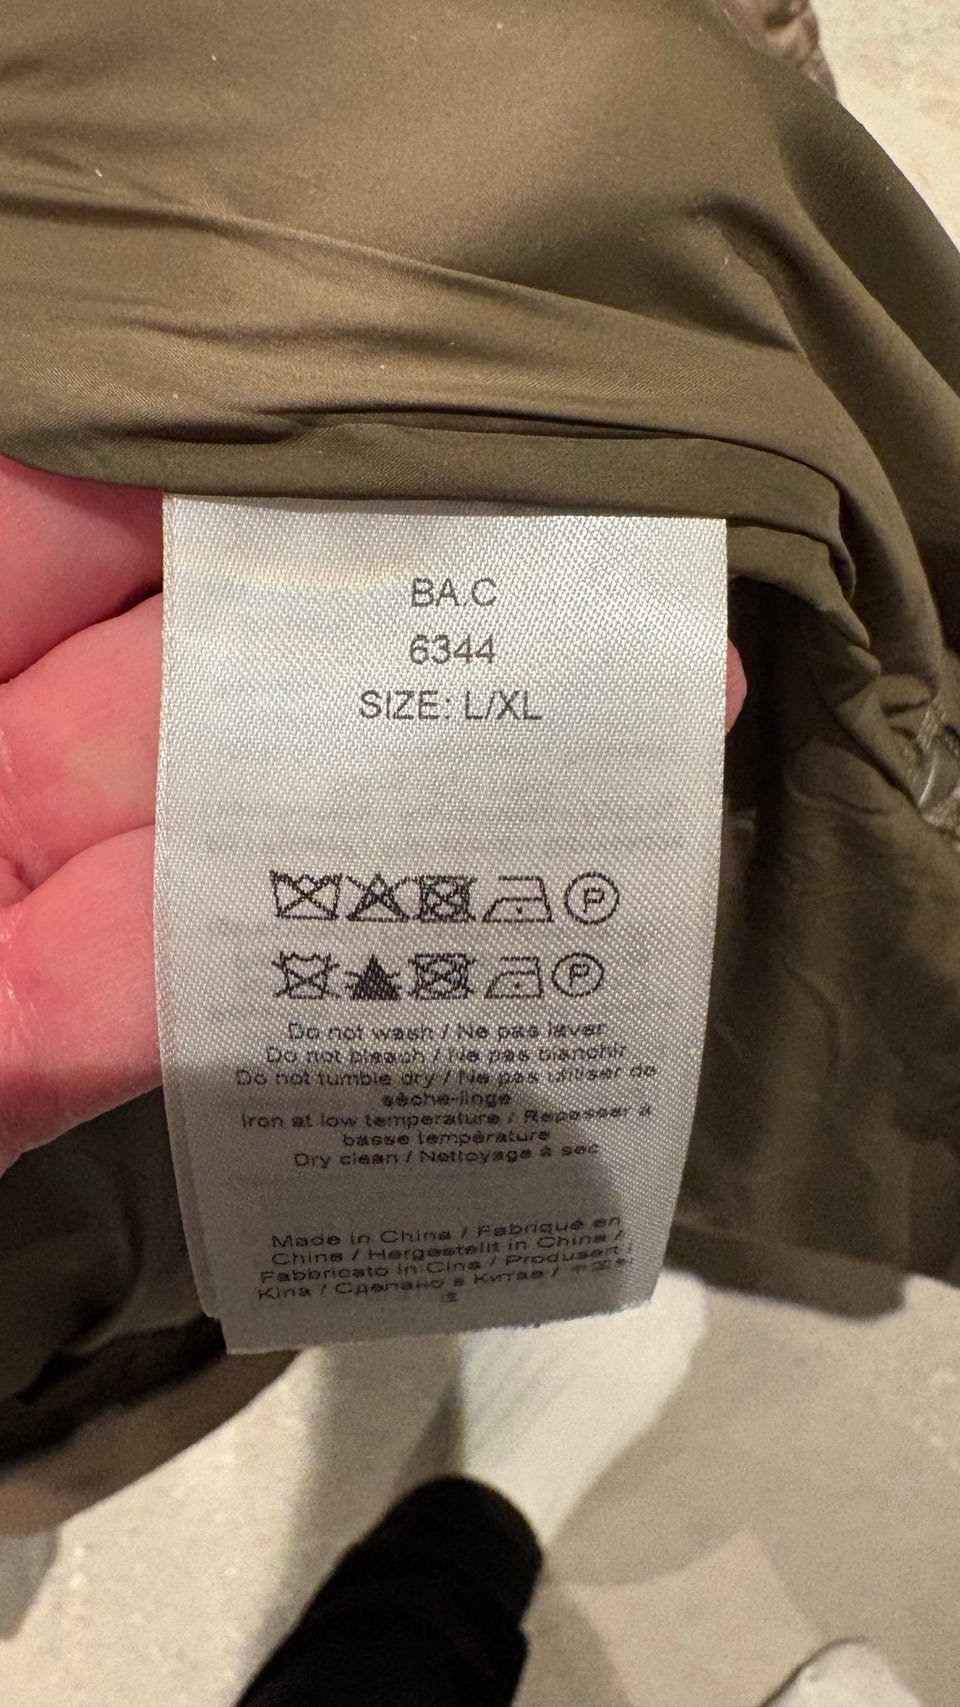 BA.C
6344
SIZE: L/XL
P
P
Do not wash / Ne pas laver
Do not bleach / Ne pas blanchir
Do not tumble dry / Ne pas utiliser de
sèche-linge
Iron at low temperature / Repasser à
basse température
Dry clean / Nettoyage à sec
Made in China / Fabriqué en
China / Hergestellt in China /
Fabbricato in Cina / Produsert i
Kina / Сделано в Китае /